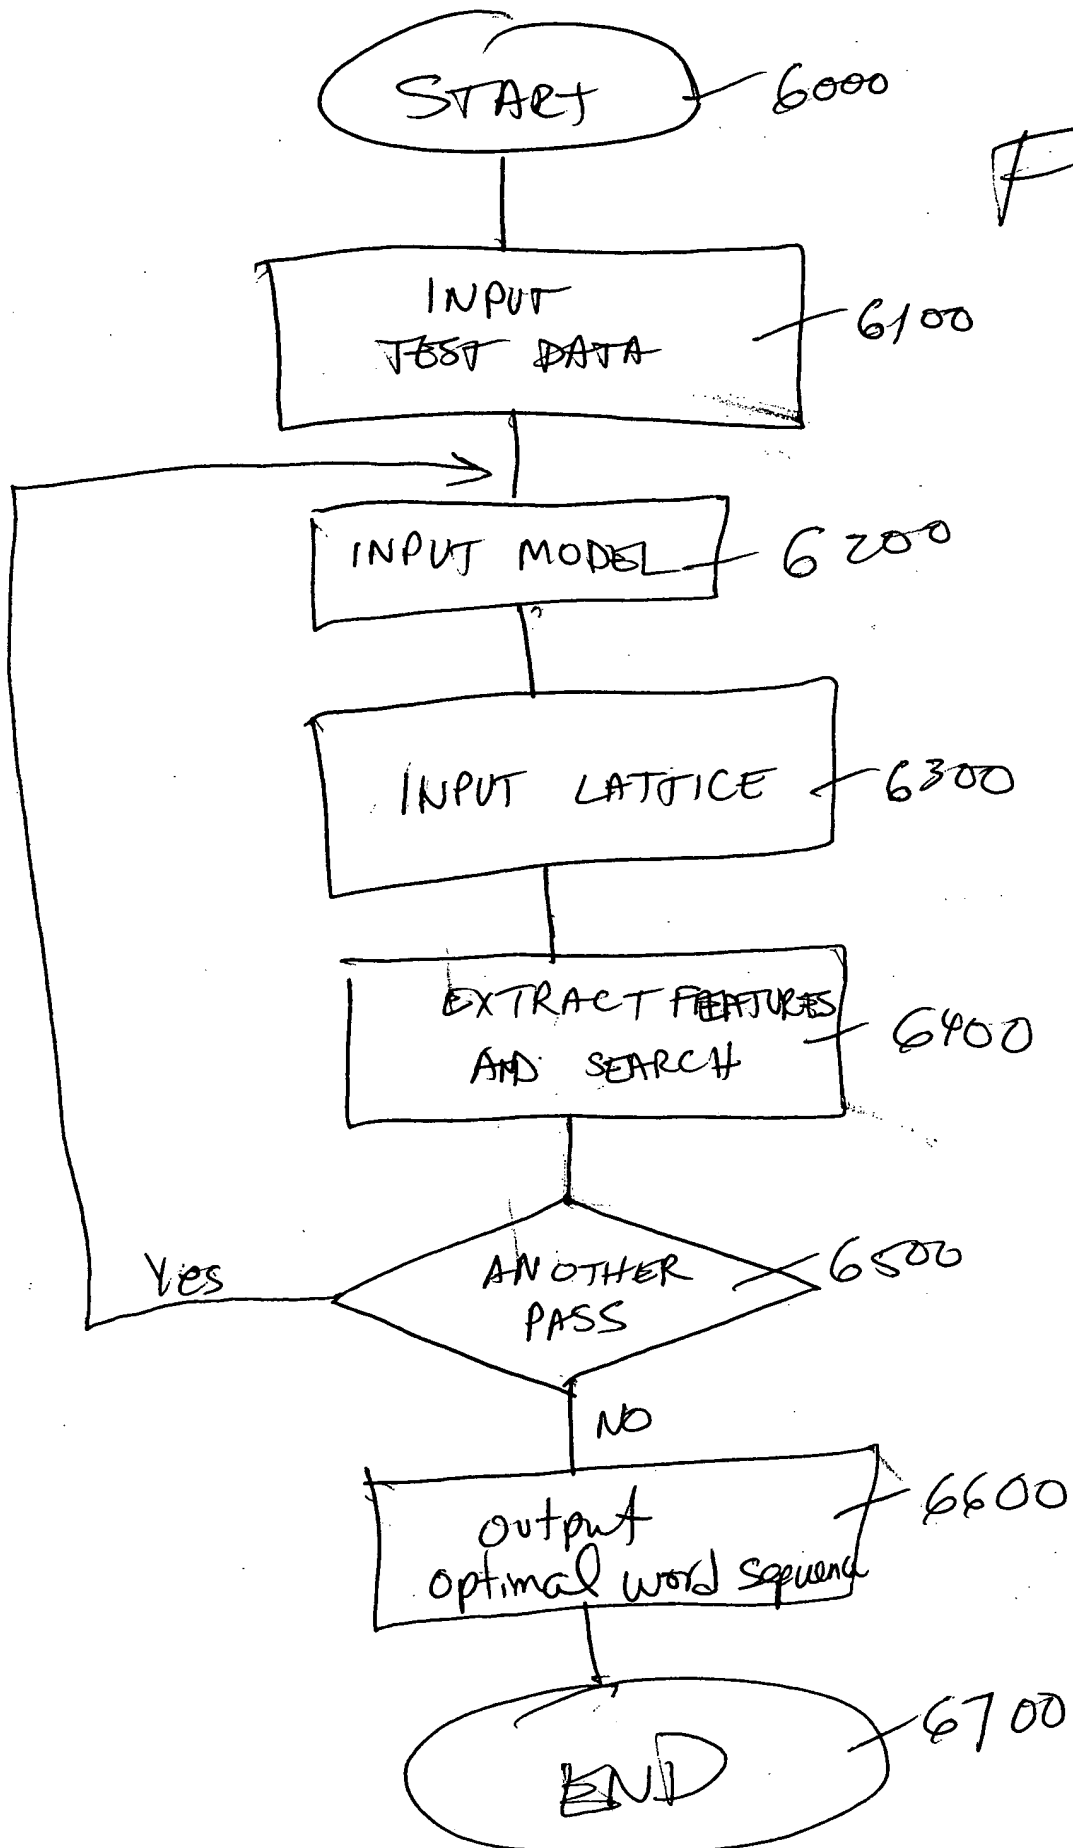 START
6000
INPUT
TEST DATA
6100
INPUT MODEL
6200
INPUT LATTICE
6300
EXTRACT FEATURES
AND SEARCH
6400
ANOTHER
PASS
6500
Yes
NO
output
optimal word sequence
6600
END
6700